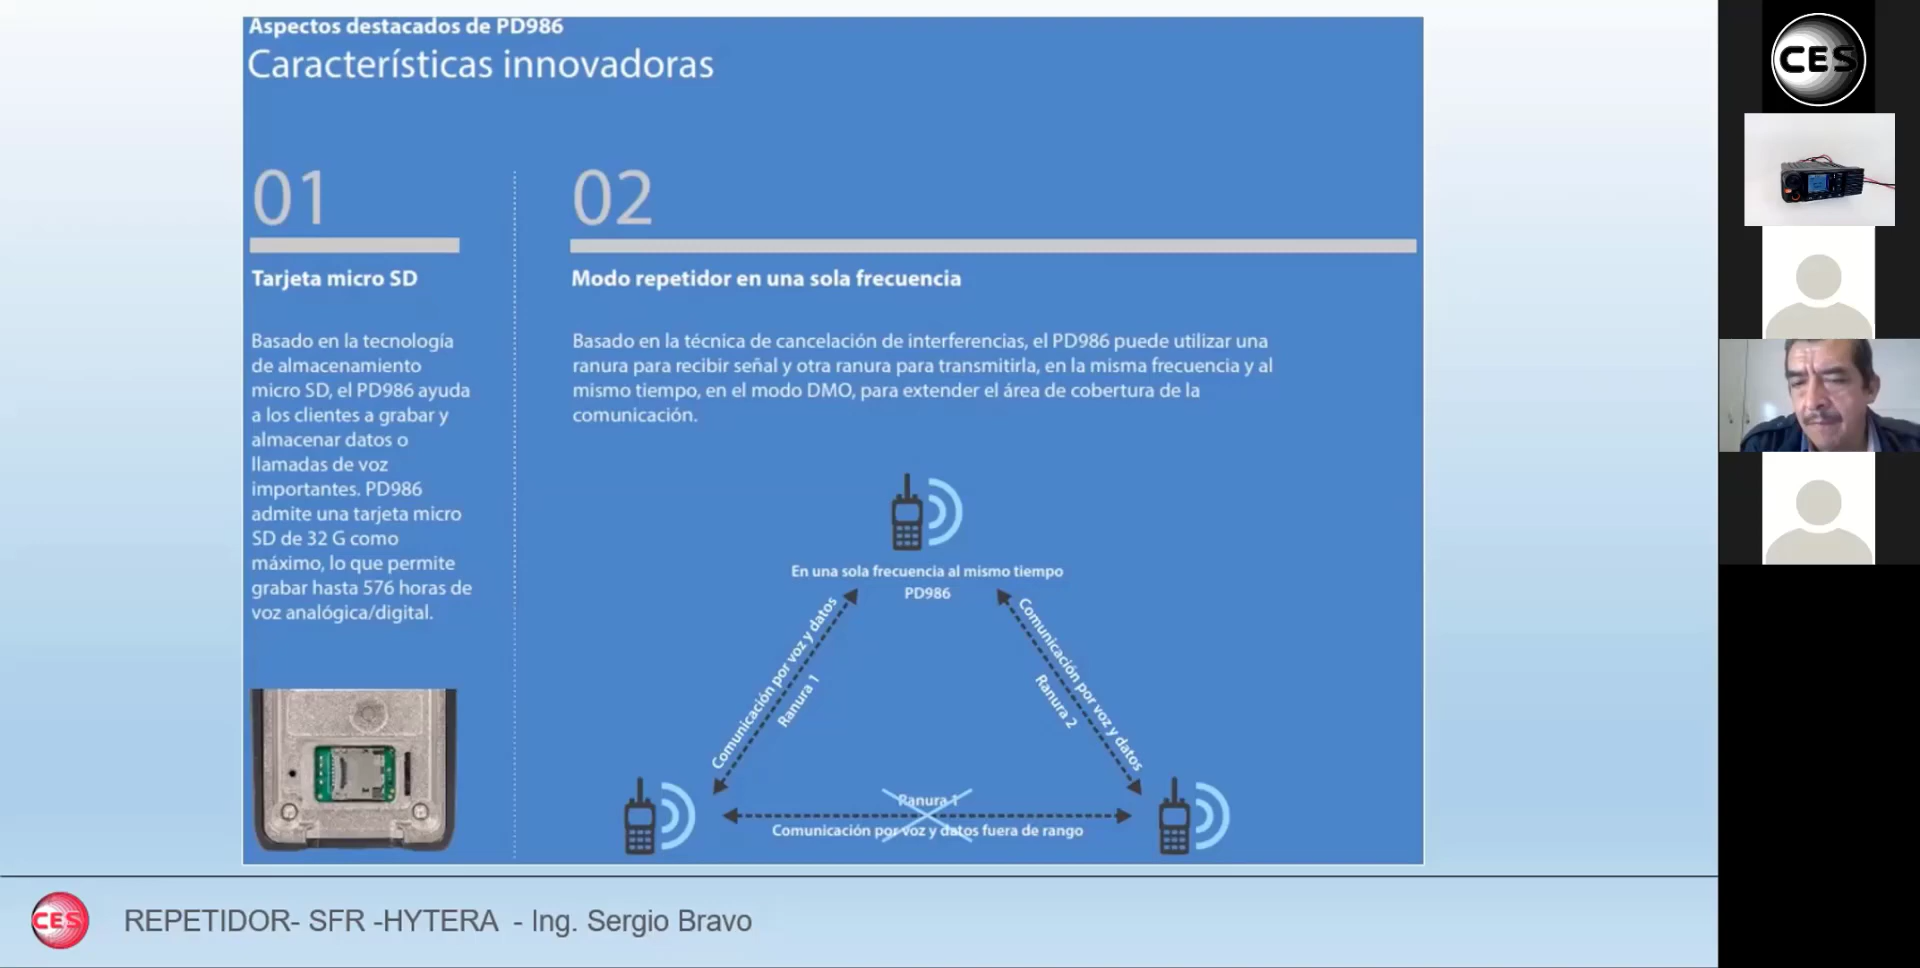 Aspectos destacados de PD986
Características innovadoras
01
Tarjeta micro SD
Basado en la tecnología
de almacenamiento
micro SD, el PD986 ayuda
a los clientes a grabar y
almacenar datos o
llamadas de voz
importantes. PD986
admite una tarjeta micro
SD de 32 G como
máximo, lo que permite
grabar hasta 576 horas de
voz analógica/digital.
02
Modo repetidor en una sola frecuencia
Basado en la técnica de cancelación de interferencias, el PD986 puede utilizar una
ranura para recibir señal y otra ranura para transmitirla, en la misma frecuencia y al
mismo tiempo, en el modo DMO, para extender el área de cobertura de la
comunicación.
En una sola frecuencia al mismo tiempo
PD986
Comunicación por voz y datos
Ranura 1
Comunicación por voz y datos
Ranura 2
Ranura 1
Comunicación por voz y datos fuera de rango
CES
REPETIDOR- SFR -HYTERA - Ing. Sergio Bravo
CES